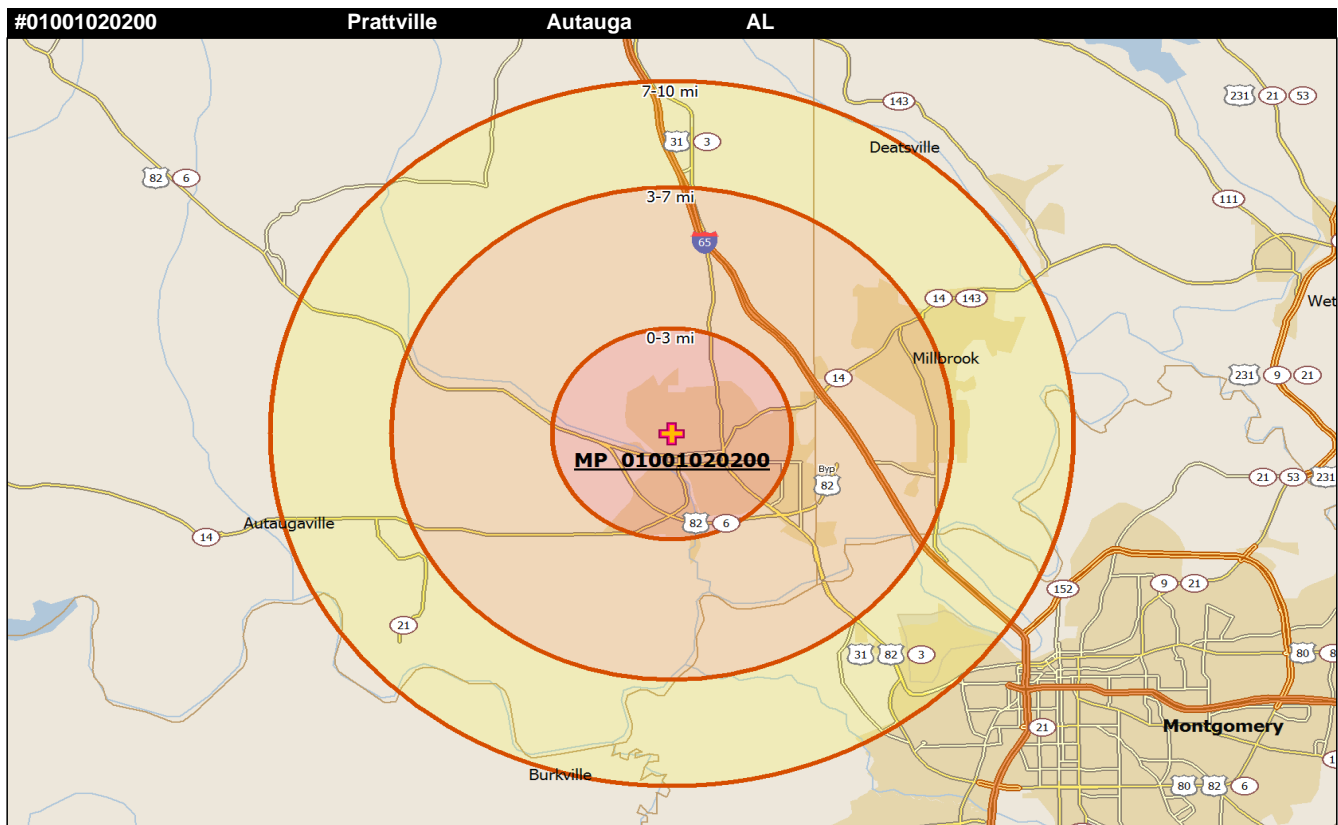 #01001020200 Prattville Autauga AL
7-10 mi
231 21 53
143
31 3
Deatsville
82 6
3-7 mi
111
65
14 143
Wet
0-3 mi
Millbrook
231 9 21
14
MP 01001020200
Byp
82
21 53 231
Autaugaville
82 6
14
9 21
152
21
31 82 3
80 8
21
Montgomery
1
Burkville
80 82 6